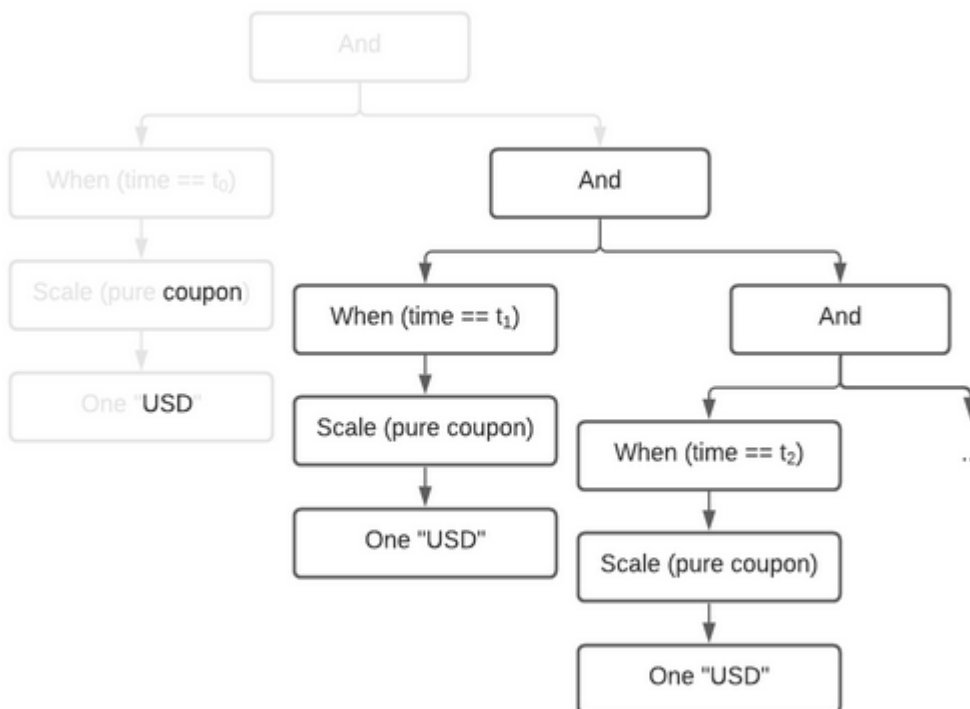 And
When (time == t₀)
And
Scale (pure coupon)
When (time == t₁)
And
One "USD"
Scale (pure coupon)
When (time == t₂)
..
One "USD"
Scale (pure coupon)
One "USD"